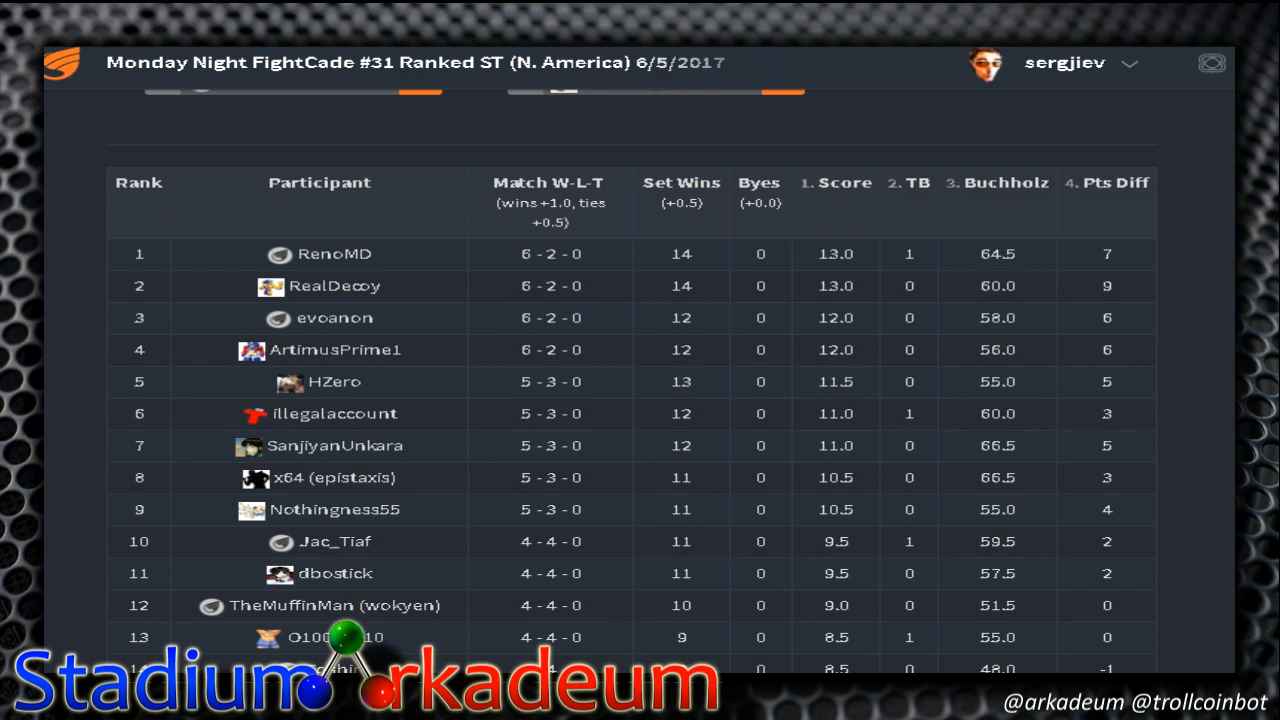 Monday Night FightCade #31 Ranked ST (N. America) 6/5/2017 sergjiev
Rank Participant Match W-L-T Set Wins Byes 1. Score 2. TB 3. Buchholz 4. Pts Diff
(wins +1.0, ties (+0.5) (+0.0)
+0.5)
1 RenoMD 6 - 2 - 0 14 0 13.0 1 64.5 7
2 RealDecoy 6 - 2 - 0 14 0 13.0 0 60.0 9
3 evoanon 6 - 2 - 0 12 0 12.0 0 58.0 6
4 ArtimusPrime1 6 - 2 - 0 12 0 12.0 0 56.0 6
5 HZero 5 - 3 - 0 13 0 11.5 0 55.0 5
6 illegalaccount 5 - 3 - 0 12 0 11.0 1 60.0 3
7 SanjiyanUnkara 5 - 3 - 0 12 0 11.0 0 66.5 5
8 x64 (epistaxis) 5 - 3 - 0 11 0 10.5 0 66.5 3
9 Nothingness55 5 - 3 - 0 11 0 10.5 0 55.0 4
10 Jac_Tiaf 4 - 4 - 0 11 0 9.5 1 59.5 2
11 dbostick 4 - 4 - 0 11 0 9.5 0 57.5 2
12 TheMuffinMan (wokyen) 4 - 4 - 0 10 0 9.0 0 51.5 0
13 4 - 4 - 0 9 0 8.5 1 55.0 0
8.5 0 48.0 -1
Stadium Arkadeum
@arkadeum @trollcoinbot